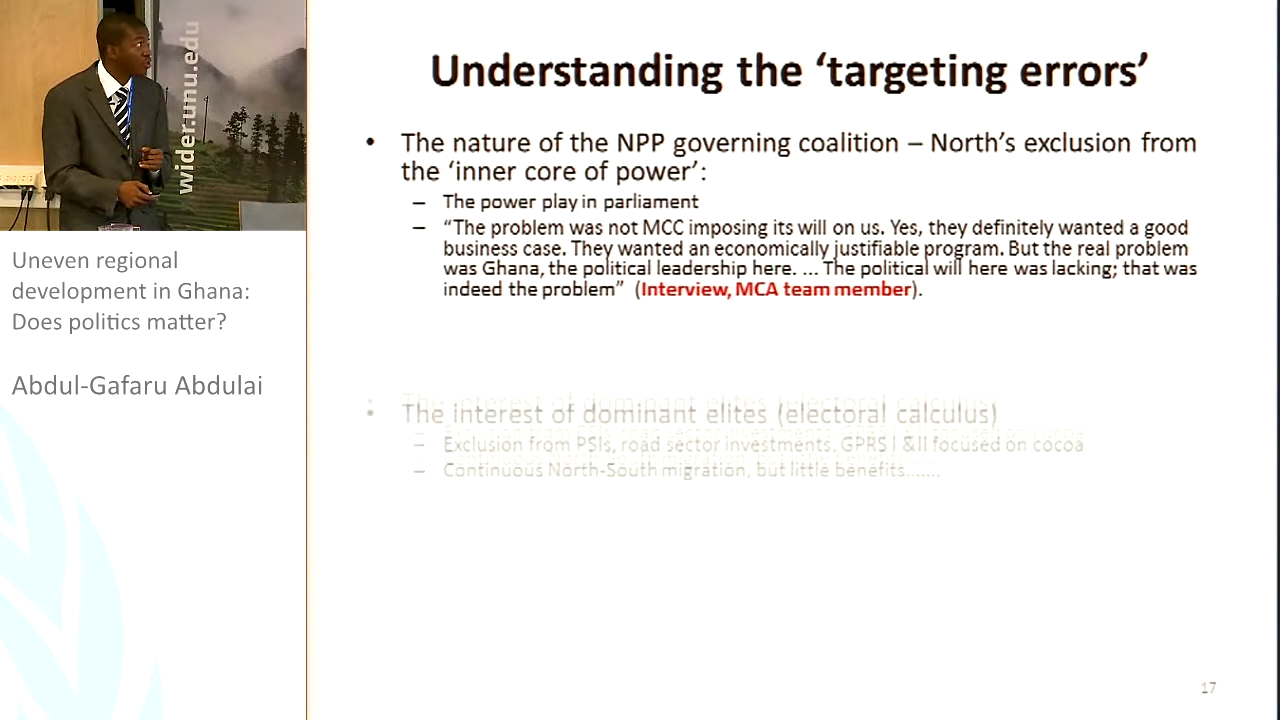 wider.unu.edu
Uneven regional
development in Ghana:
Does politics matter?
Abdul-Gafaru Abdulai
Understanding the ‘targeting errors’
• The nature of the NPP governing coalition – North’s exclusion from
the ‘inner core of power’:
– The power play in parliament
– “The problem was not MCC imposing its will on us. Yes, they definitely wanted a good
business case. They wanted an economically justifiable program. But the real problem
was Ghana, the political leadership here. ... The political will here was lacking; that was
indeed the problem” (Interview, MCA team member).
• The interest of dominant elites (electoral calculus)
– Exclusion from PSIs, road sector investments. GPRS I &II focused on cocoa
– Continuous North-South migration, but little benefits.......
17